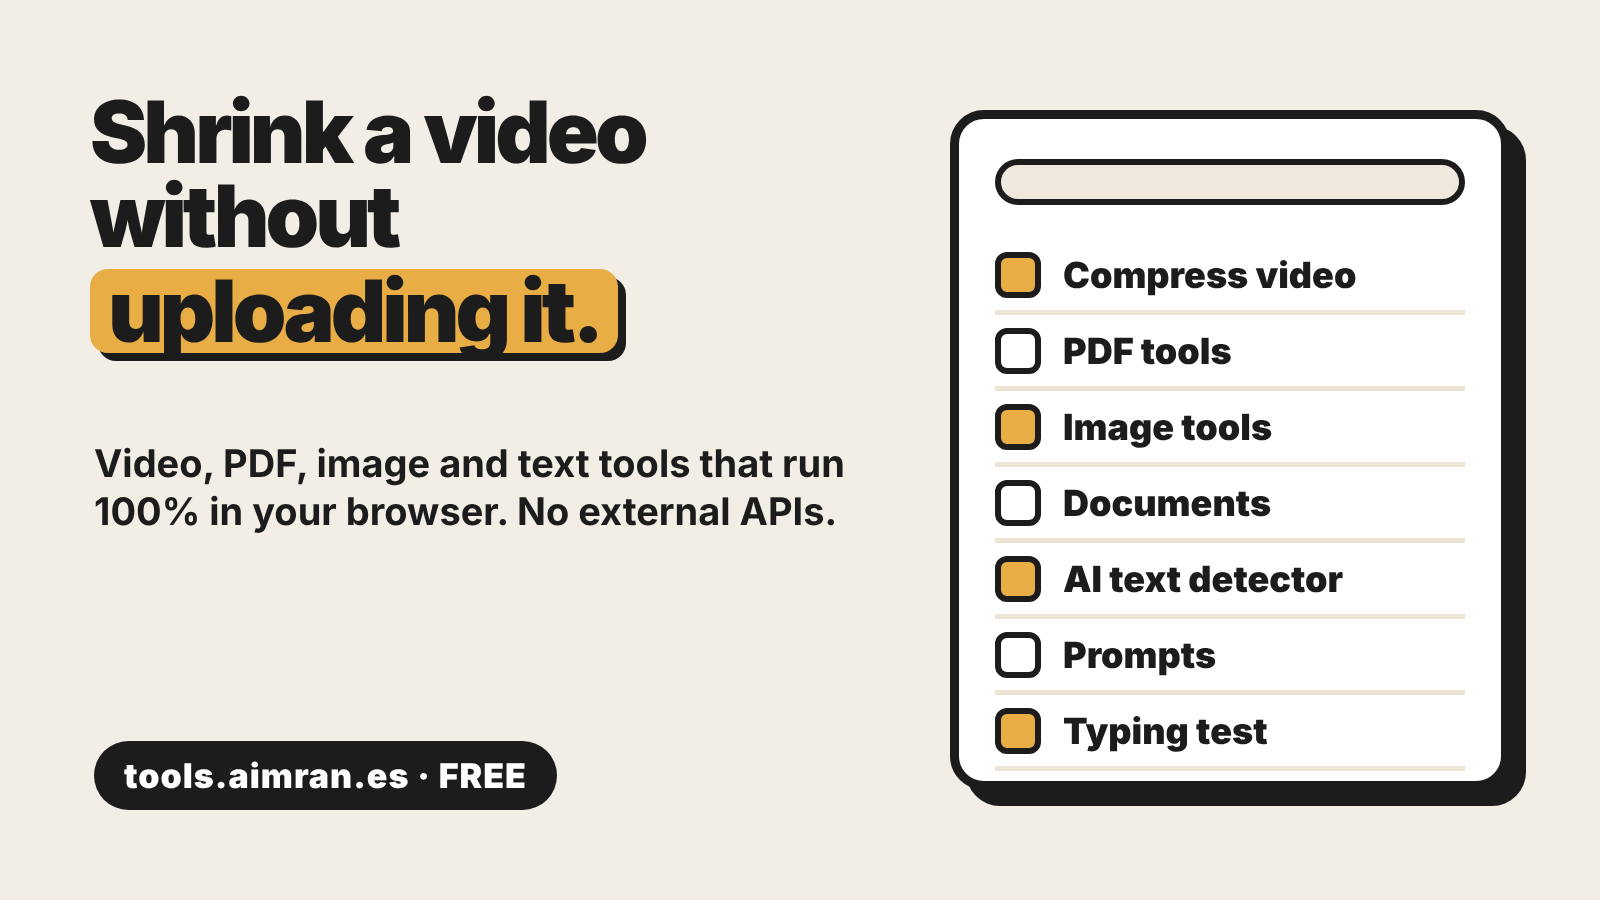 Shrink a video
without
uploading it.
Video, PDF, image and text tools that run
100% in your browser. No external APIs.
tools.aimran.es · FREE
Compress video
PDF tools
Image tools
Documents
AI text detector
Prompts
Typing test